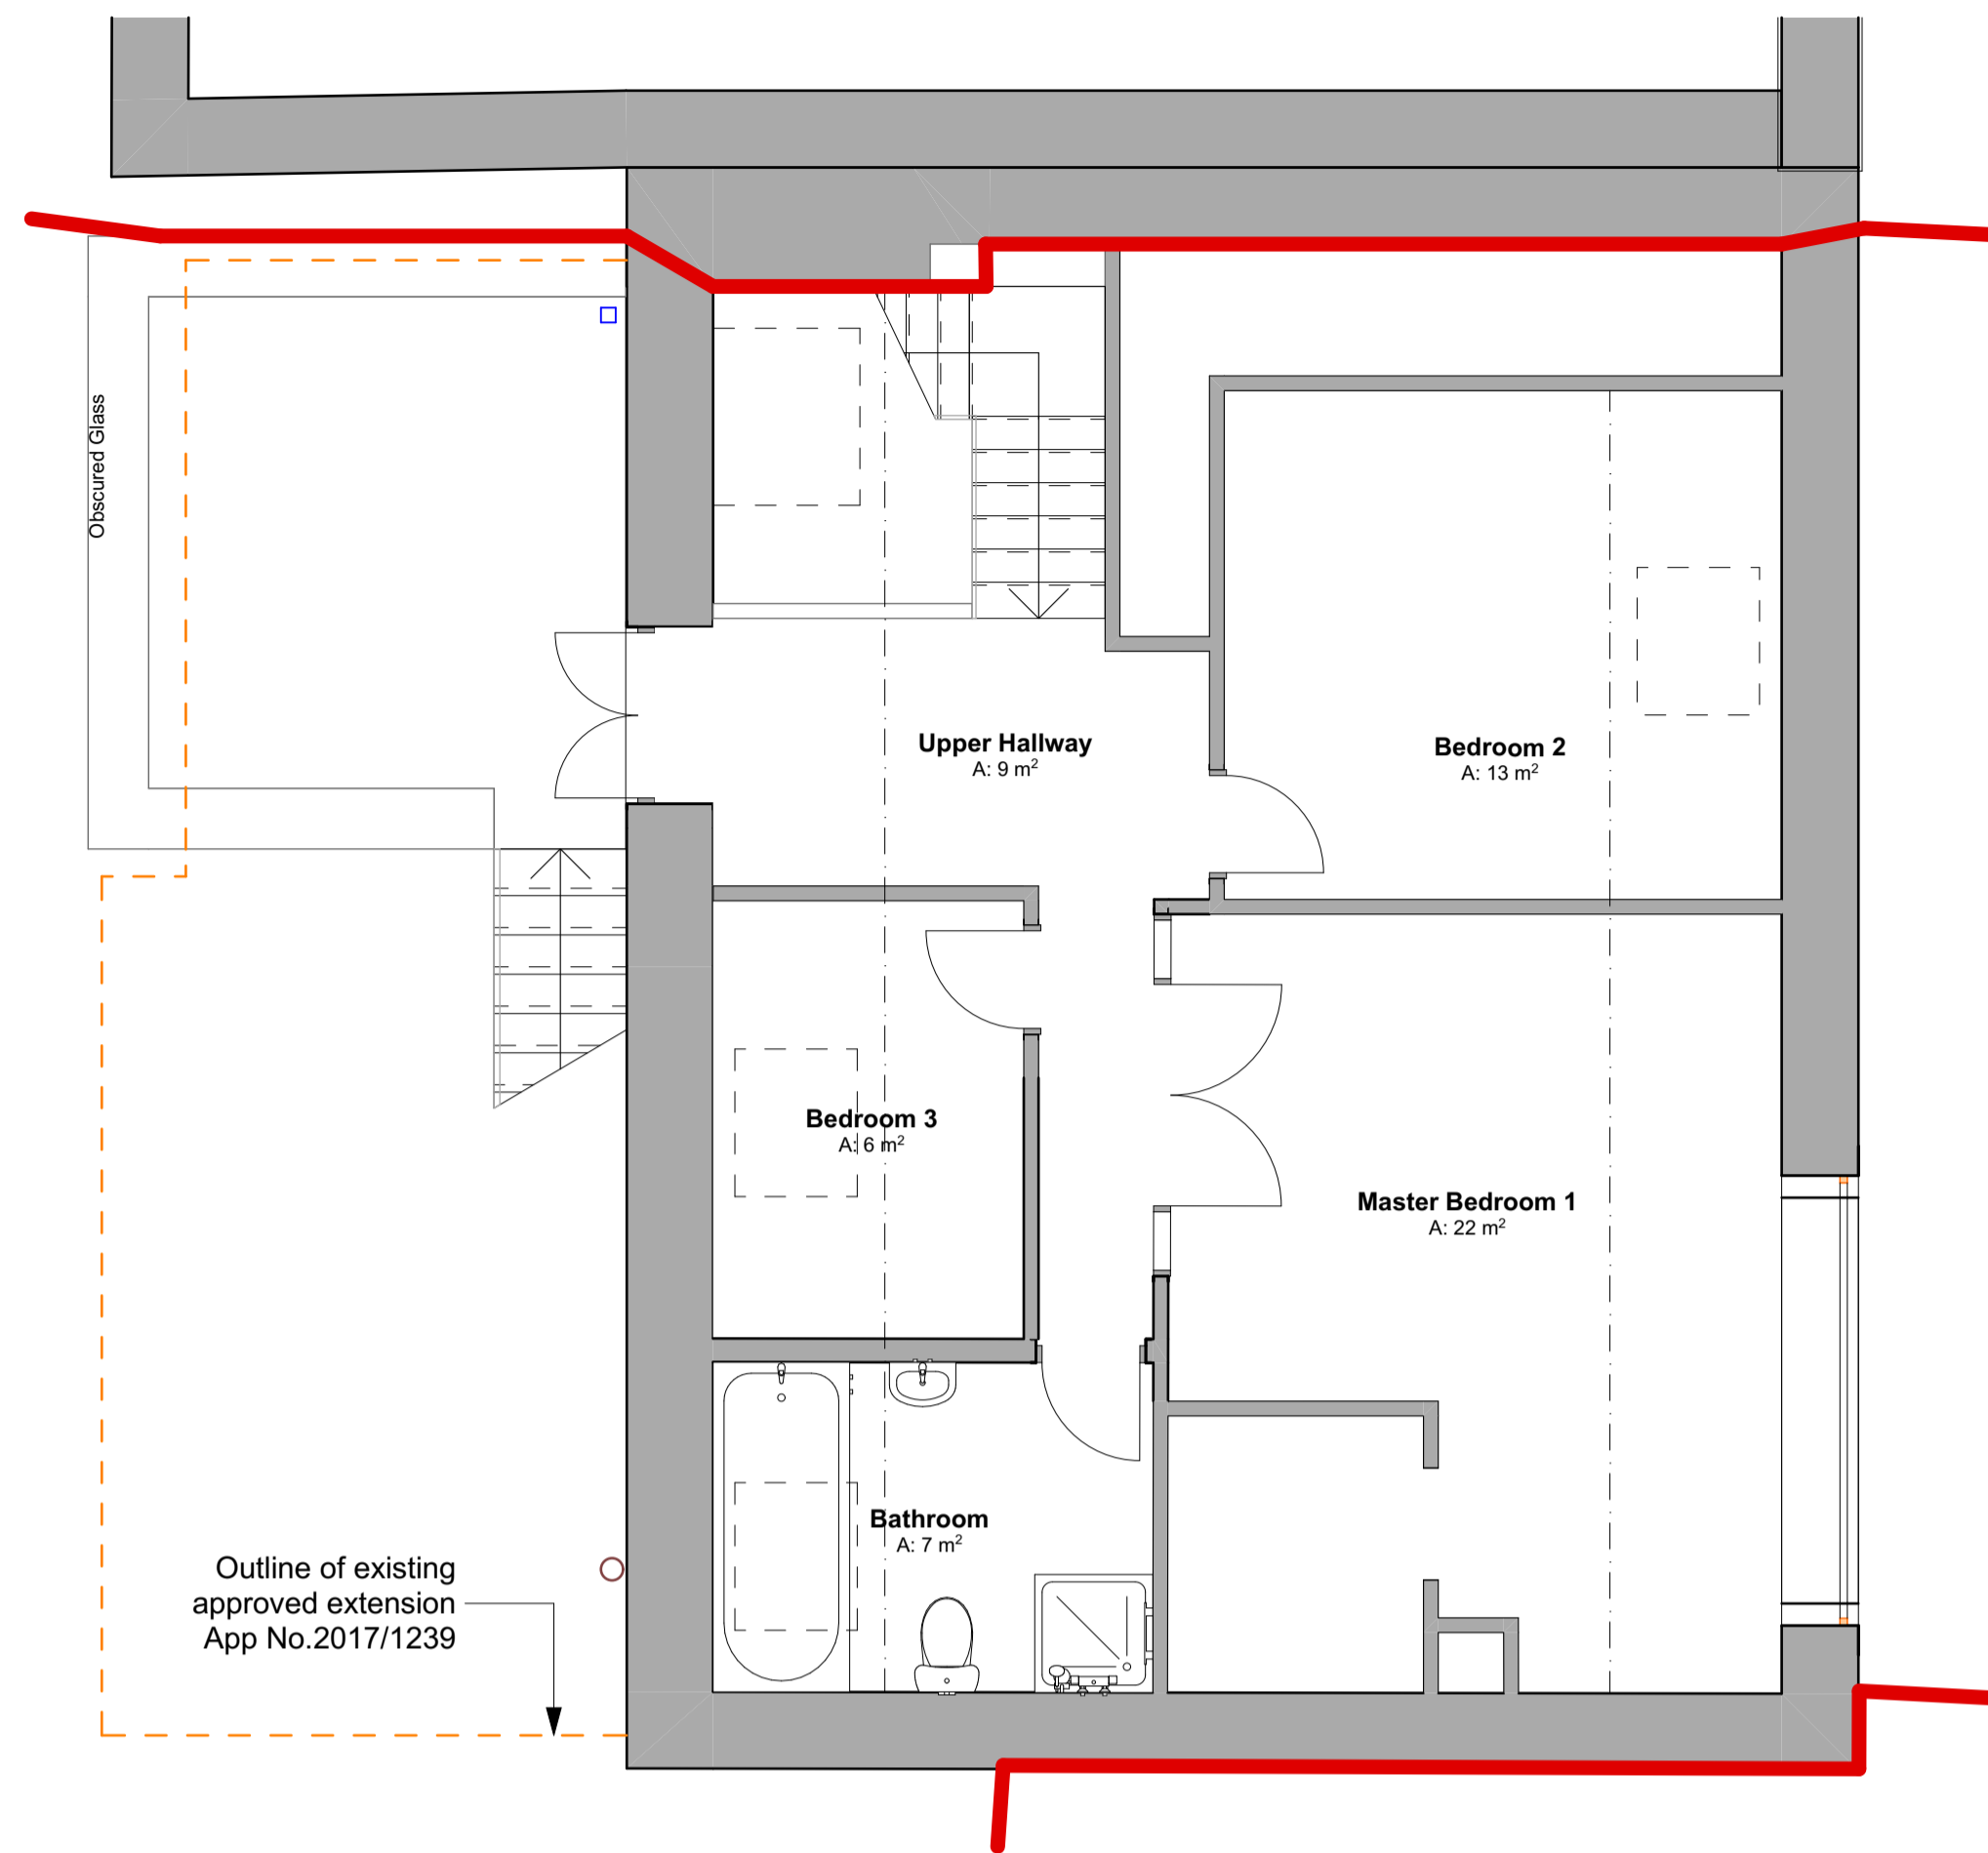 Obscured Glass
Upper Hallway
A: 9 m²
Bedroom 2
A: 13 m²
Bedroom 3
A: 6 m²
Master Bedroom 1
A: 22 m²
Bathroom
A: 7 m²
Outline of existing
approved extension
App No.2017/1239